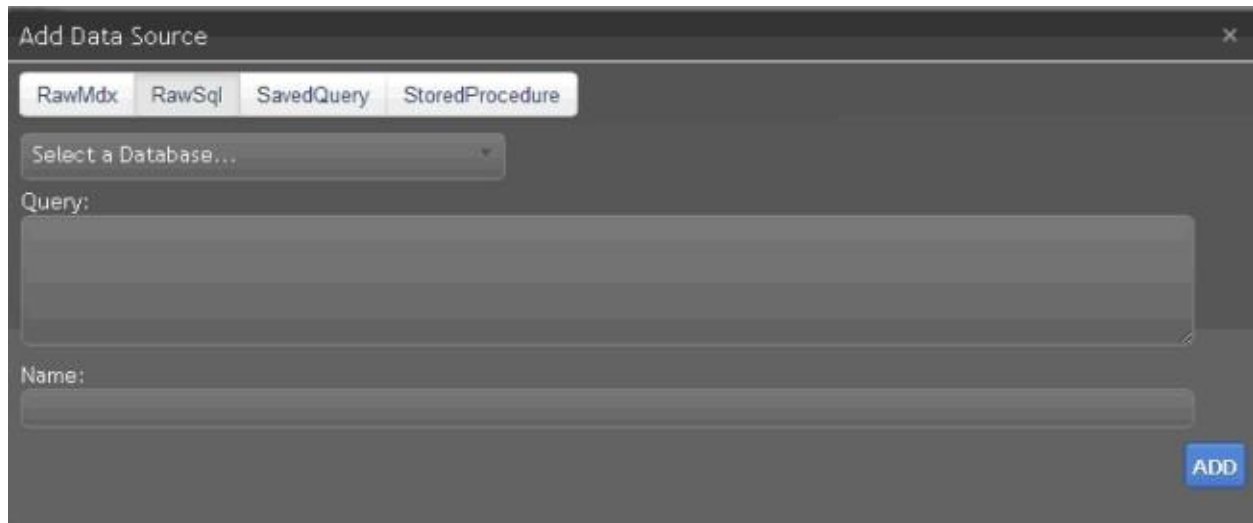 Add Data Source
RawMdx RawSql SavedQuery StoredProcedure
Select a Database...
Query:
Name:
ADD